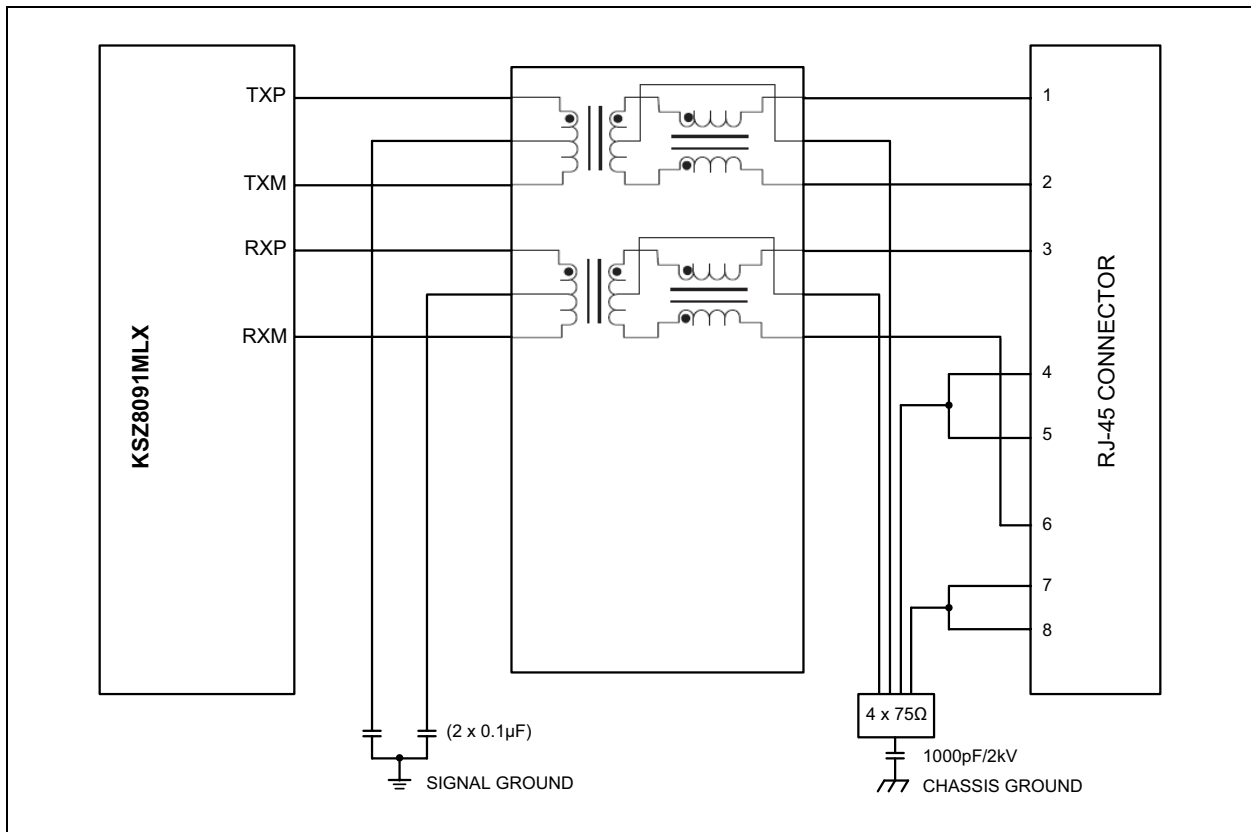 TXP
TXM
RXP
RXM
KSZ8091MLX
1
2
3
4
5
6
7
8
RJ-45 CONNECTOR
(2 x 0.1µF)
SIGNAL GROUND
4 x 75Ω
1000pF/2kV
CHASSIS GROUND